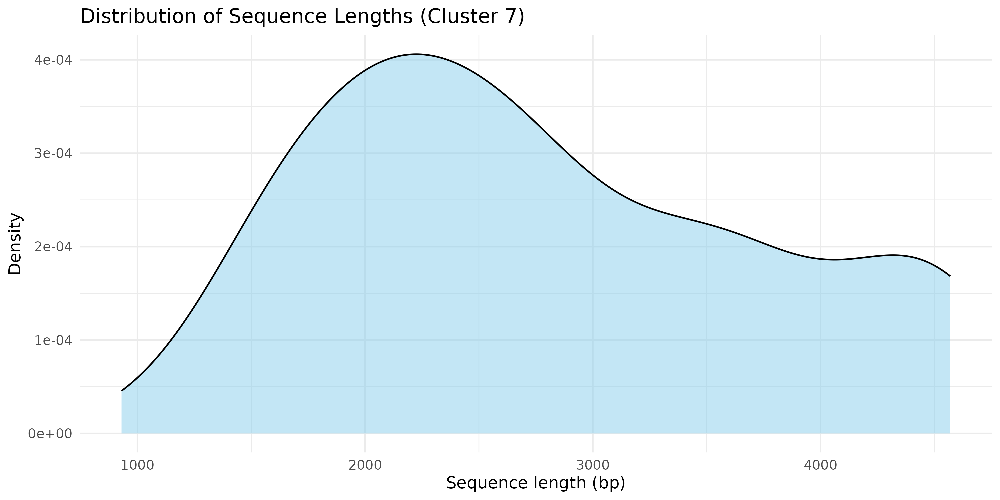 Distribution of Sequence Lengths (Cluster 7)
4e-04
3e-04
2e-04
1e-04
0e+00
Density
1000 2000 3000 4000
Sequence length (bp)